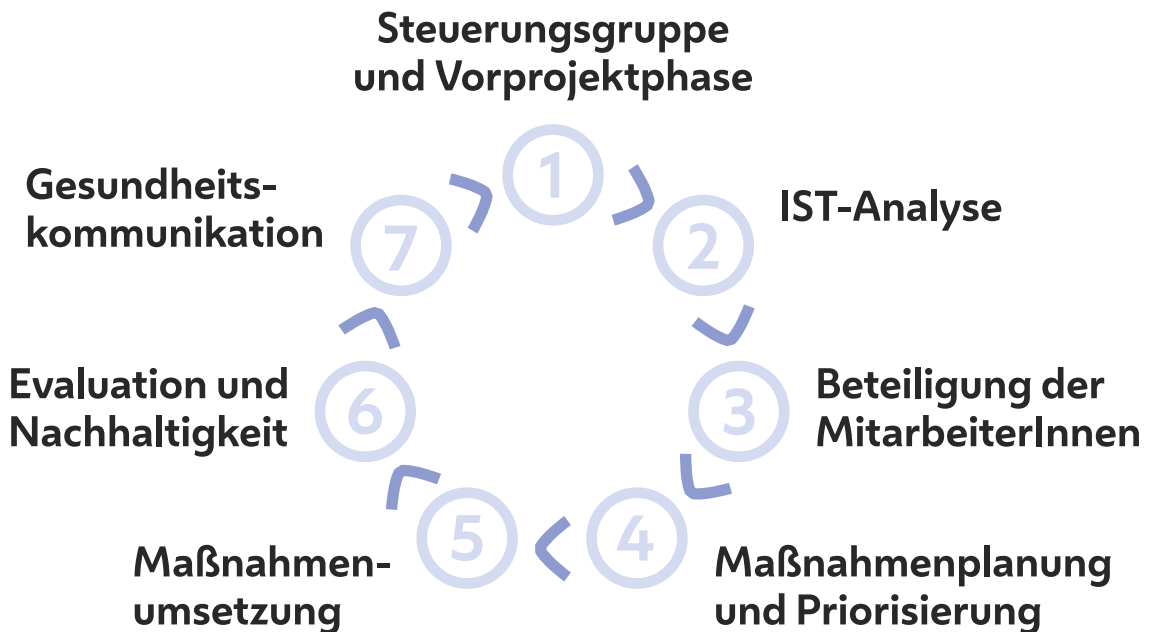 Steuerungsgruppe
und Vorprojektphase
1
2
IST-Analyse
3
Beteiligung der
MitarbeiterInnen
4
Maßnahmenplanung
und Priorisierung
5
Maßnahmen-
umsetzung
6
Evaluation und
Nachhaltigkeit
7
Gesundheits-
kommunikation